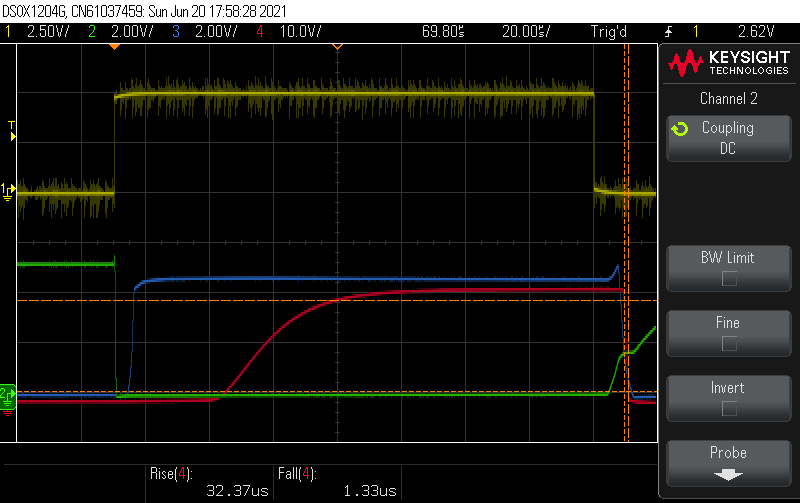 DSOX1204G, CN61037459: Sun Jun 20 17:58:28 2021
1 2.50V/ 2 2.00V/ 3 2.00V/ 4 10.0V/ 69.80s 20.00s/ Trig'd 1 2.62V
KEYSIGHT
TECHNOLOGIES
Channel 2
Coupling
DC
T
1
BW Limit
Fine
Invert
2
Probe
Rise(4): Fall(4):
32.37us 1.33us